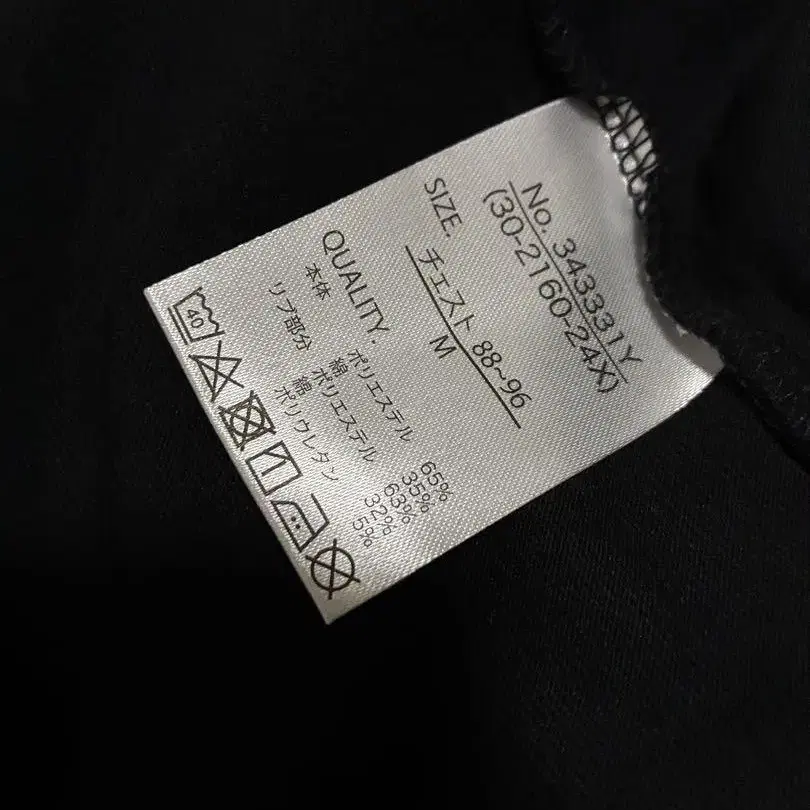 No. 343331Y
(30-2160-24X)
SIZE.
チェスト 88~96
M
QUALITY.
本体 ポリエステル 65%
綿 35%
リブ部分 ポリエステル 63%
綿 32%
ポリウレタン 5%
40